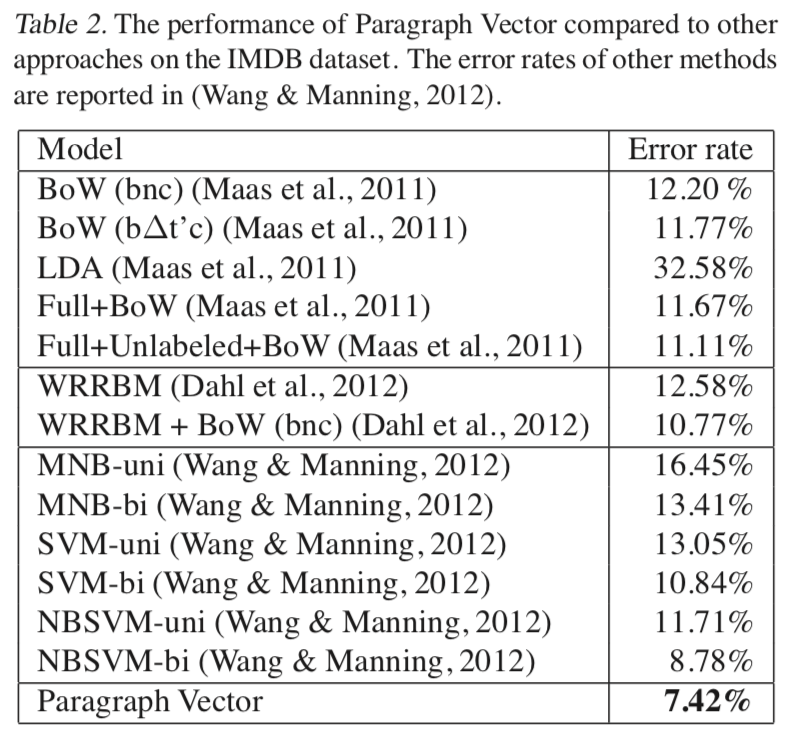 Table 2. The performance of Paragraph Vector compared to other
approaches on the IMDB dataset. The error rates of other methods
are reported in (Wang & Manning, 2012).
Model Error rate
BoW (bnc) (Maas et al., 2011) 12.20 %
BoW (b∆t’c) (Maas et al., 2011) 11.77%
LDA (Maas et al., 2011) 32.58%
Full+BoW (Maas et al., 2011) 11.67%
Full+Unlabeled+BoW (Maas et al., 2011) 11.11%
WRRBM (Dahl et al., 2012) 12.58%
WRRBM + BoW (bnc) (Dahl et al., 2012) 10.77%
MNB-uni (Wang & Manning, 2012) 16.45%
MNB-bi (Wang & Manning, 2012) 13.41%
SVM-uni (Wang & Manning, 2012) 13.05%
SVM-bi (Wang & Manning, 2012) 10.84%
NBSVM-uni (Wang & Manning, 2012) 11.71%
NBSVM-bi (Wang & Manning, 2012) 8.78%
Paragraph Vector 7.42%